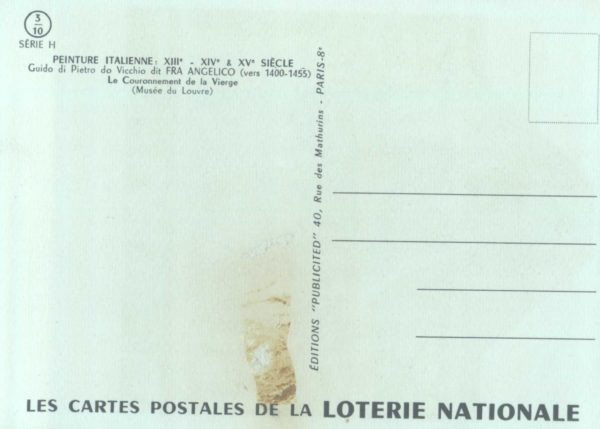 3
10
SÉRIE H
PEINTURE ITALIENNE : XIIIᵉ - XIVᵉ & XVᵉ SIÈCLE
Guido di Pietro do Vicchio dit FRA ANGELICO (vers 1400-1455)
Le Couronnement de la Vierge
(Musée du Louvre)
ÉDITIONS "PUBLICITED" 40, Rue des Mathurins - PARIS-8ᵉ
LES CARTES POSTALES DE LA LOTERIE NATIONALE